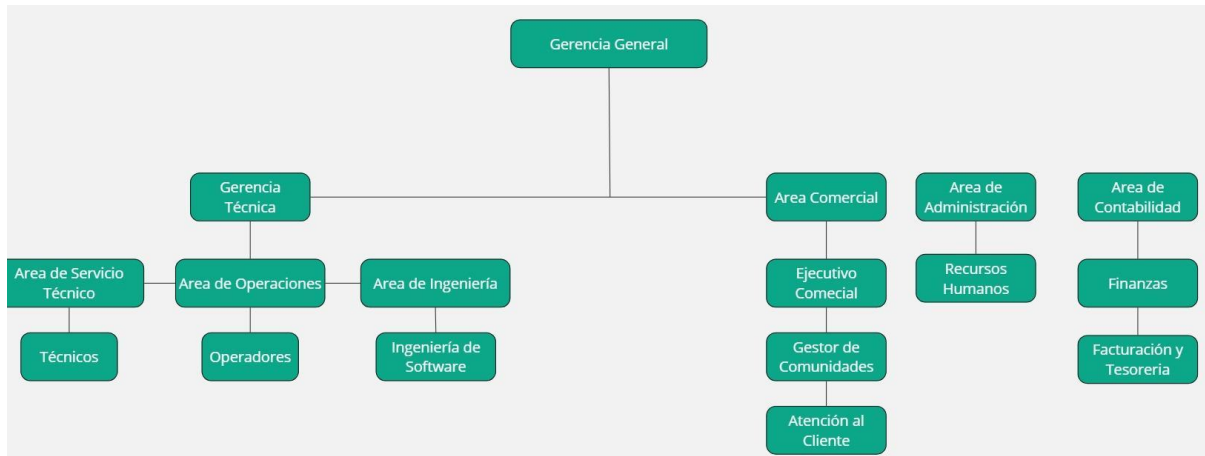 Gerencia General
Gerencia
Técnica
Area Comercial
Area de
Administración
Area de
Contabilidad
Area de Servicio
Técnico
Area de Operaciones
Area de Ingeniería
Ejecutivo
Comecial
Recursos
Humanos
Finanzas
Técnicos
Operadores
Ingeniería de
Software
Gestor de
Comunidades
Facturación y
Tesoreria
Atención al
Cliente